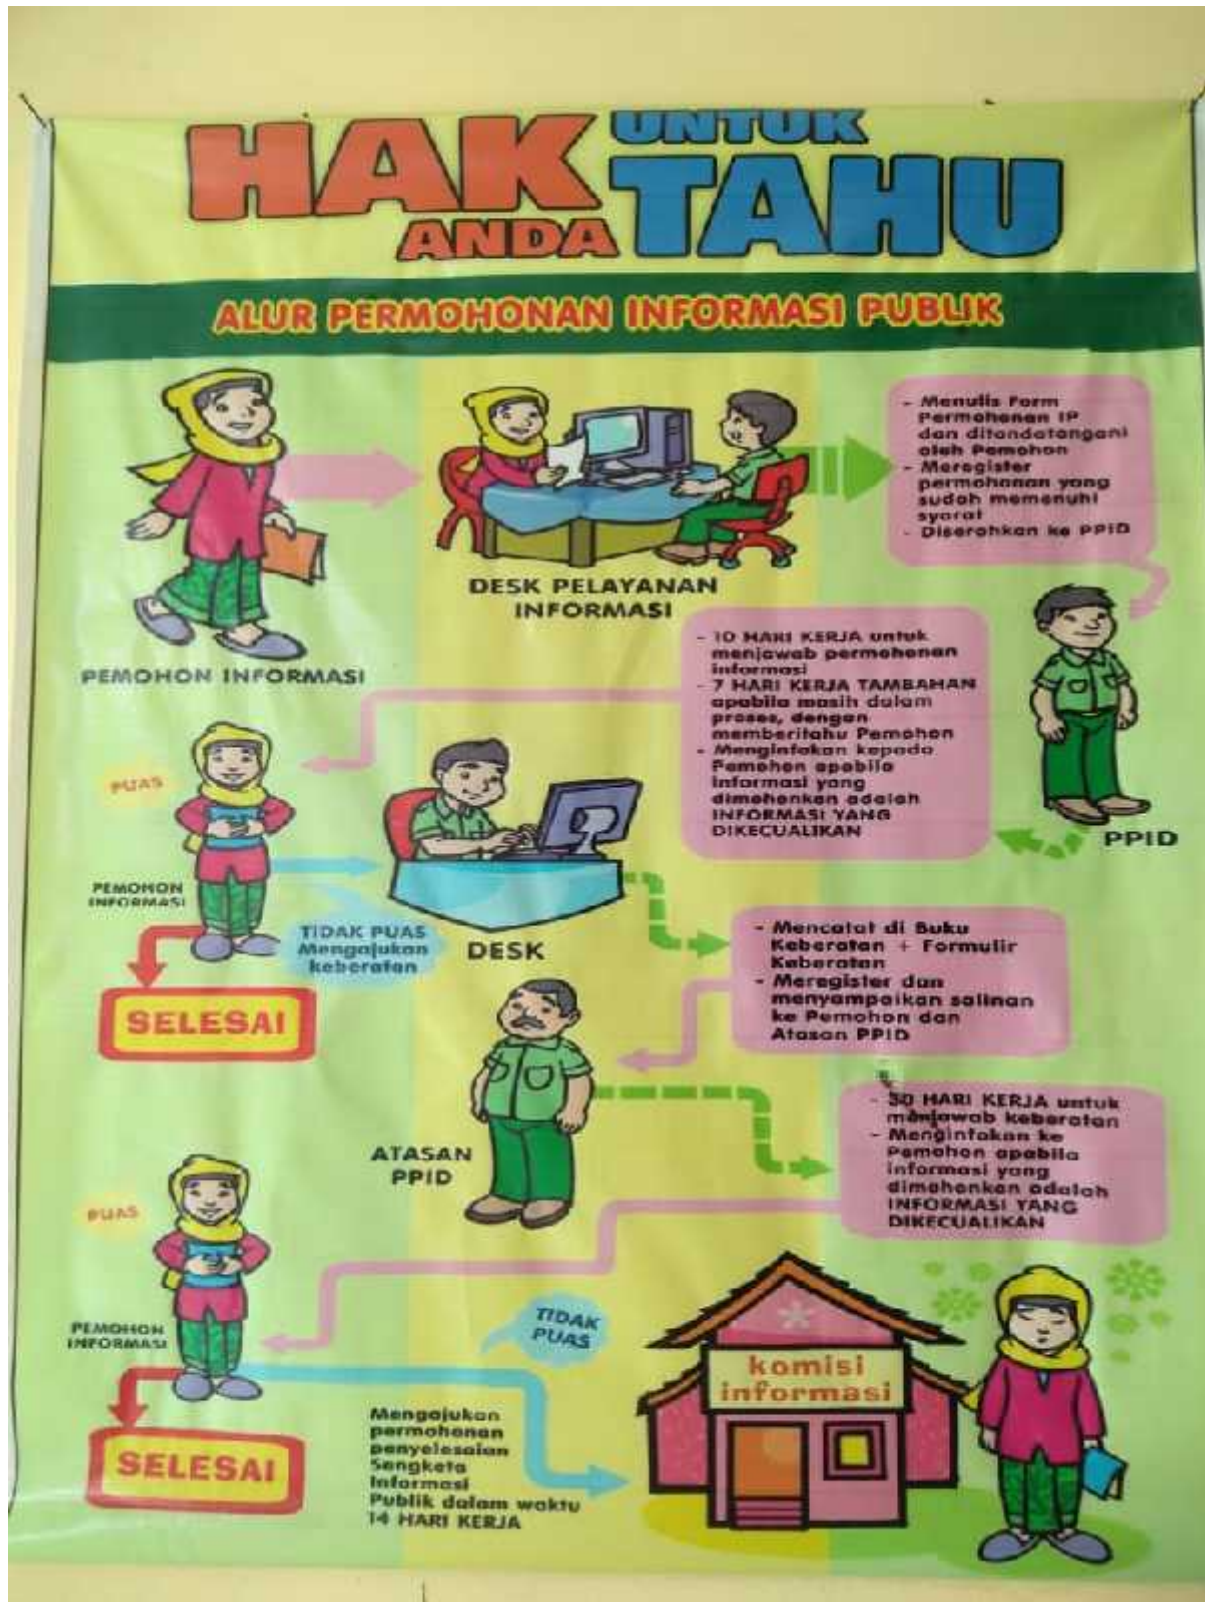 HAK UNTUK
ANDA TAHU
ALUR PERMOHONAN INFORMASI PUBLIK
PEMOHON INFORMASI
DESK PELAYANAN
INFORMASI
- Menulis Form
Permohonan IP
dan ditandatangani
oleh Pemohon
- Meregister
permohonan yang
sudah memenuhi
syarat
- Diserahkan ke PPID
PPID
- 10 HARI KERJA untuk
menjawab permohonan
informasi
- 7 HARI KERJA TAMBAHAN
apabila masih dalam
proses, dengan
memberitahu Pemohon
- Menginfokan kepada
Pemohon apabila
informasi yang
dimohonkan adalah
INFORMASI YANG
DIKECUALIKAN
PUAS
PEMOHON
INFORMASI
SELESAI
TIDAK PUAS
Mengajukan
keberatan
DESK
- Mencatat di Buku
Keberatan + Formulir
Keberatan
- Meregister dan
menyampaikan salinan
ke Pemohon dan
Atasan PPID
ATASAN
PPID
- 30 HARI KERJA untuk
menjawab keberatan
- Menginfokan ke
Pemohon apabila
informasi yang
dimohonkan adalah
INFORMASI YANG
DIKECUALIKAN
PUAS
PEMOHON
INFORMASI
SELESAI
TIDAK
PUAS
Mengajukan
permohonan
penyelesaian
Sengketa
Informasi
Publik dalam waktu
14 HARI KERJA
komisi
informasi